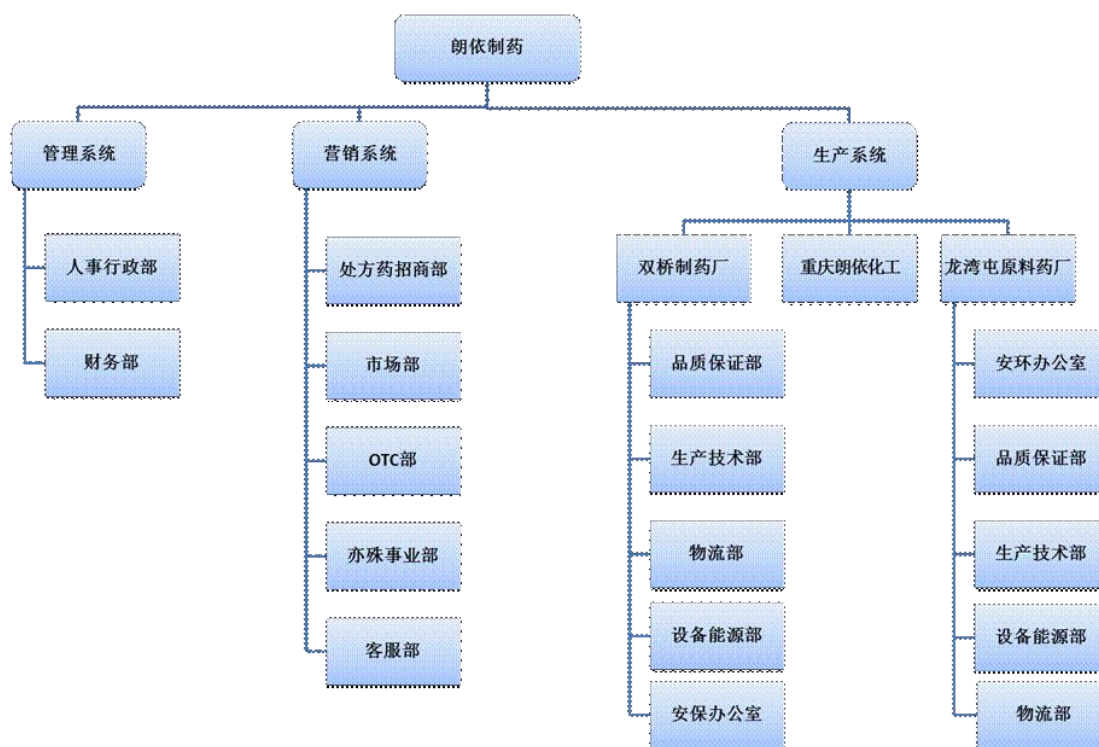 朗依制药
管理系统
营销系统
生产系统
人事行政部
财务部
处方药招商部
市场部
OTC部
亦殊事业部
客服部
双桥制药厂
重庆朗依化工
龙湾屯原料药厂
品质保证部
生产技术部
物流部
设备能源部
安保办公室
安环办公室
品质保证部
生产技术部
设备能源部
物流部